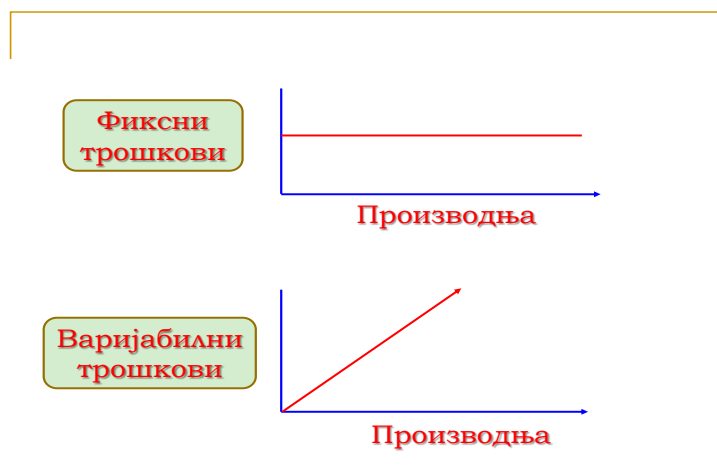 Фиксни
трошкови
Производња
Варијабилни
трошкови
Производња